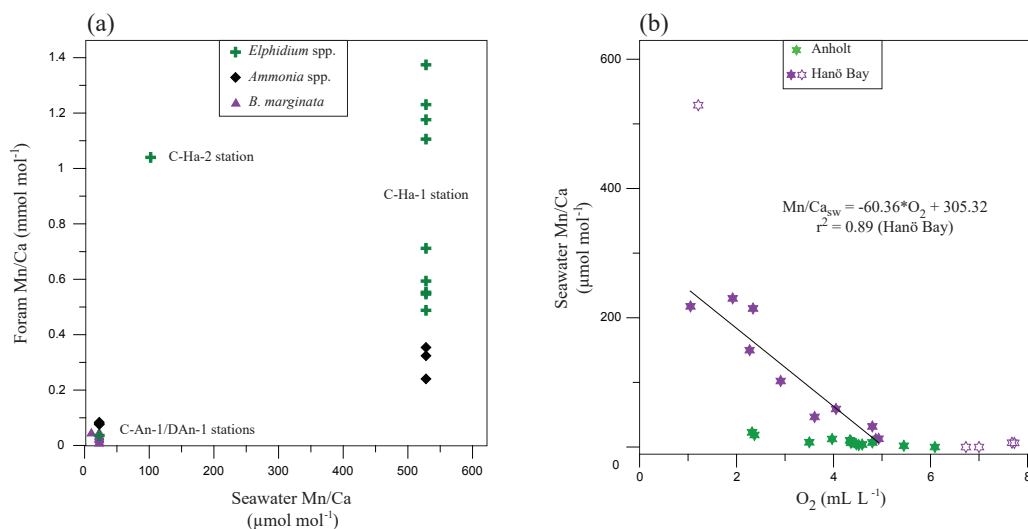 (a)
Elphidium spp.
Ammonia spp.
B. marginata
C-Ha-2 station
C-Ha-1 station
C-An-1/DAn-1 stations
Foram Mn/Ca (mmol mol⁻¹)
1.4
1.2
1
0.8
0.6
0.4
0.2
0
0 100 200 300 400 500 600
Seawater Mn/Ca
(µmol mol⁻¹)
(b)
Anholt
Hanö Bay
Mn/Ca_sw = -60.36*O₂ + 305.32
r² = 0.89 (Hanö Bay)
Seawater Mn/Ca
(µmol mol⁻¹)
600
400
200
0
0 2 4 6 8
O₂ (mL L⁻¹)